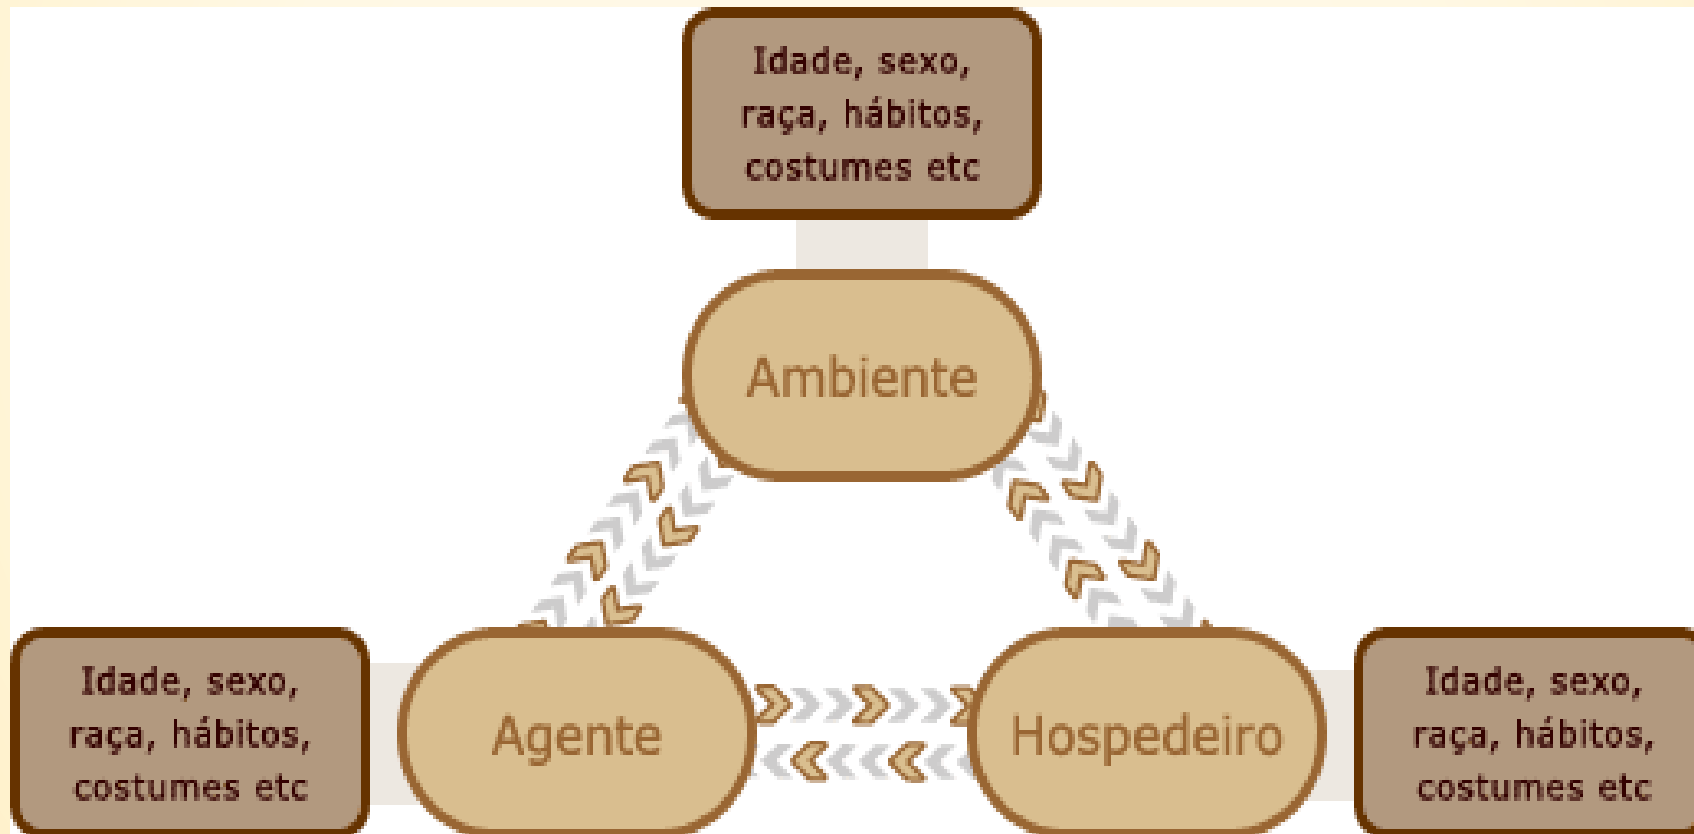 Idade, sexo,
raça, hábitos,
costumes etc
Ambiente
Idade, sexo,
raça, hábitos,
costumes etc
Agente
Hospedeiro
Idade, sexo,
raça, hábitos,
costumes etc